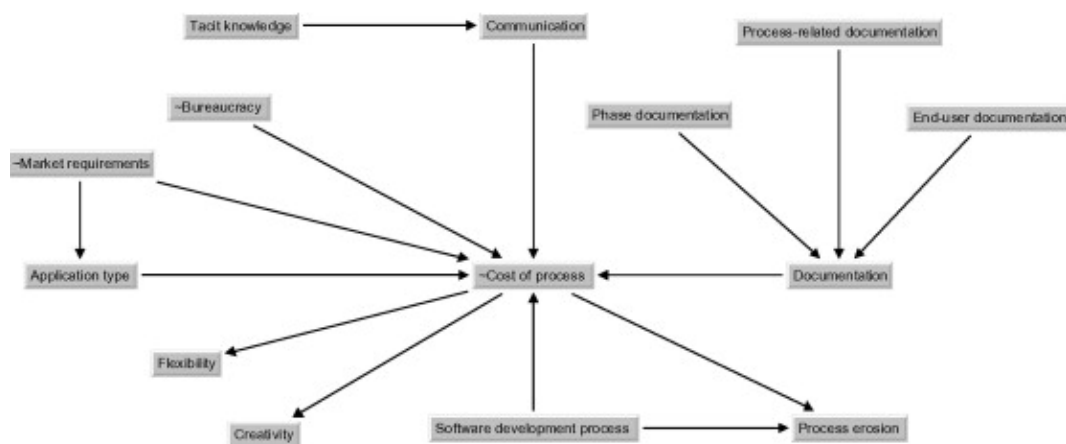 Tacit knowledge
Communication
Process-related documentation
~Bureaucracy
Phase documentation
End-user documentation
~Market requirements
Application type
~Cost of process
Documentation
Flexibility
Creativity
Software development process
Process erosion